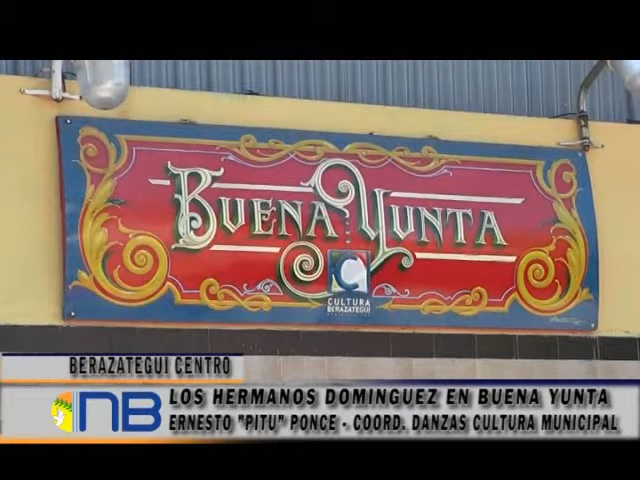 BUENA YUNTA
CULTURA
BERAZATEGUI
BERAZATEGUI CENTRO
NB
LOS HERMANOS DOMINGUEZ EN BUENA YUNTA
ERNESTO "PITU" PONCE - COORD. DANZAS CULTURA MUNICIPAL